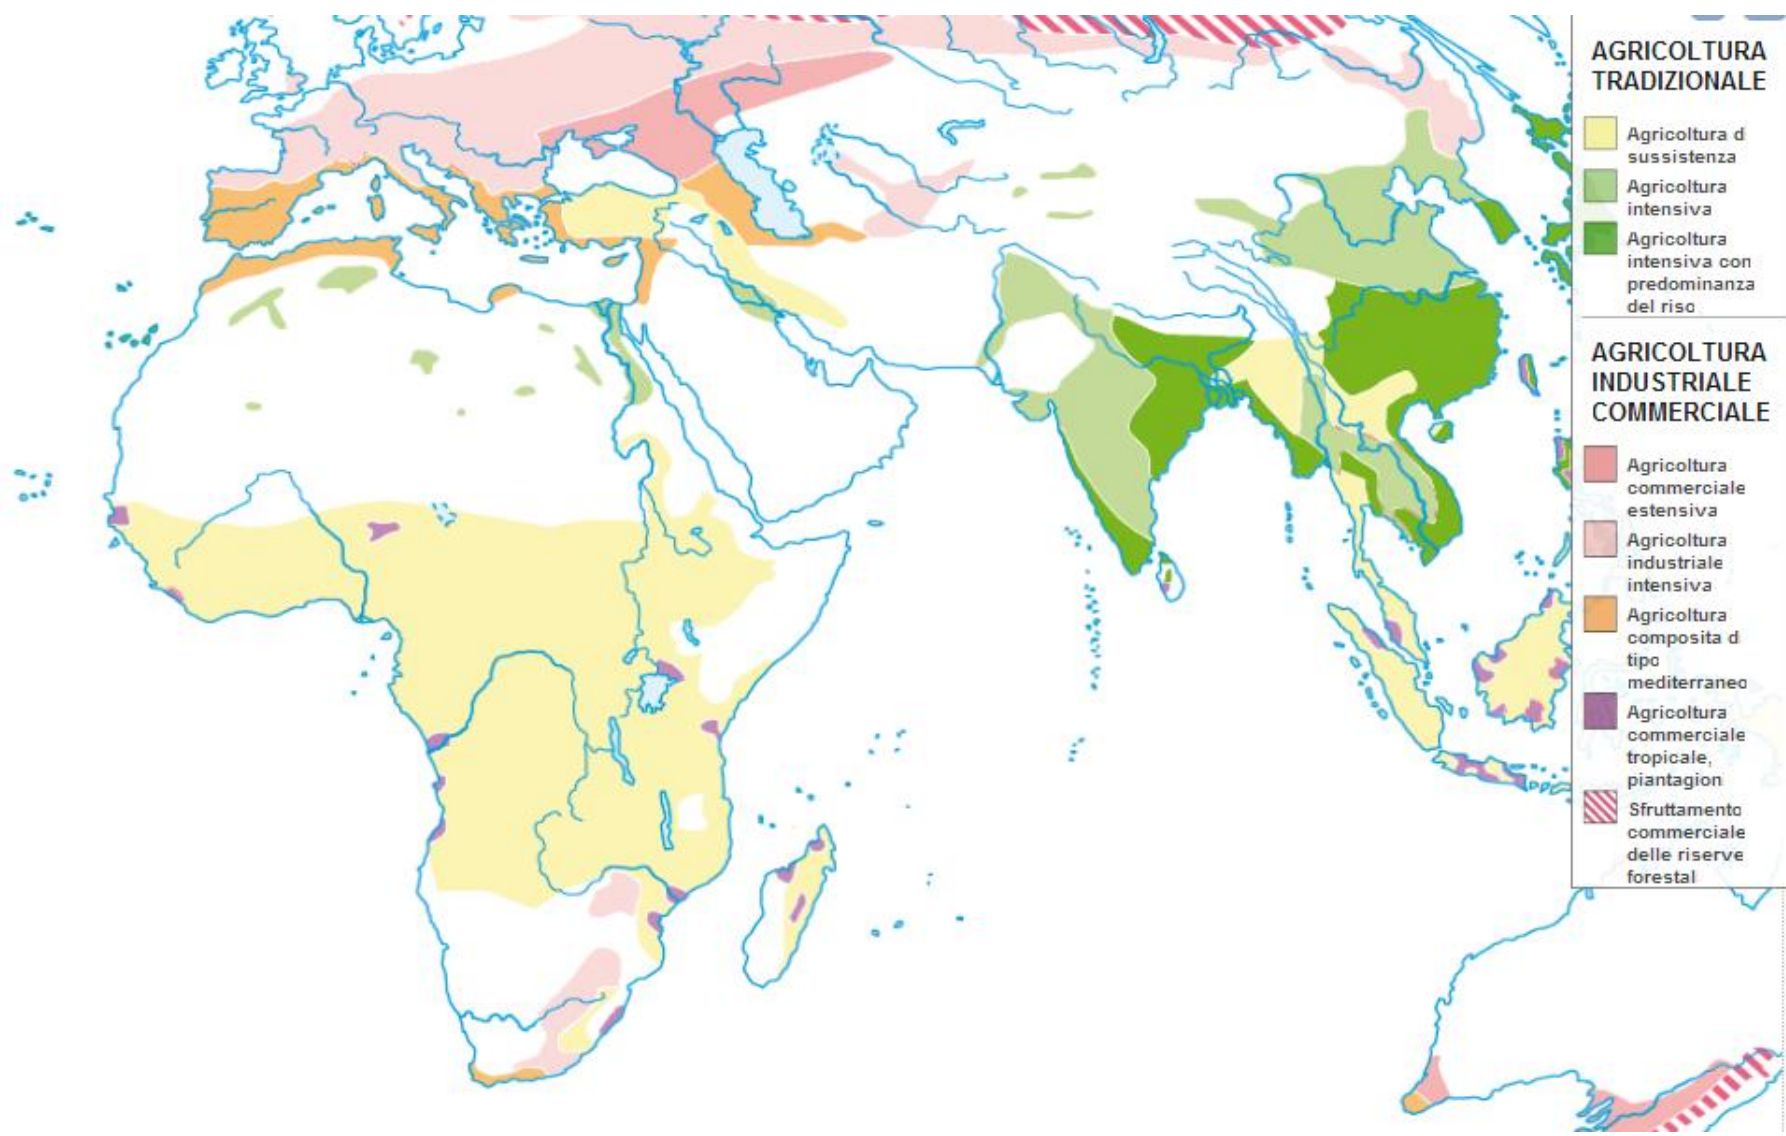 AGRICOLTURA
TRADIZIONALE
Agricoltura d
sussistenza
Agricoltura
intensiva
Agricoltura
intensiva con
predominanza
del riso
AGRICOLTURA
INDUSTRIALE
COMMERCIALE
Agricoltura
commerciale
estensiva
Agricoltura
industriale
intensiva
Agricoltura
composita d
tipo
mediterraneo
Agricoltura
commerciale
tropicale,
piantagion
Sfruttamento
commerciale
delle riserve
forestal